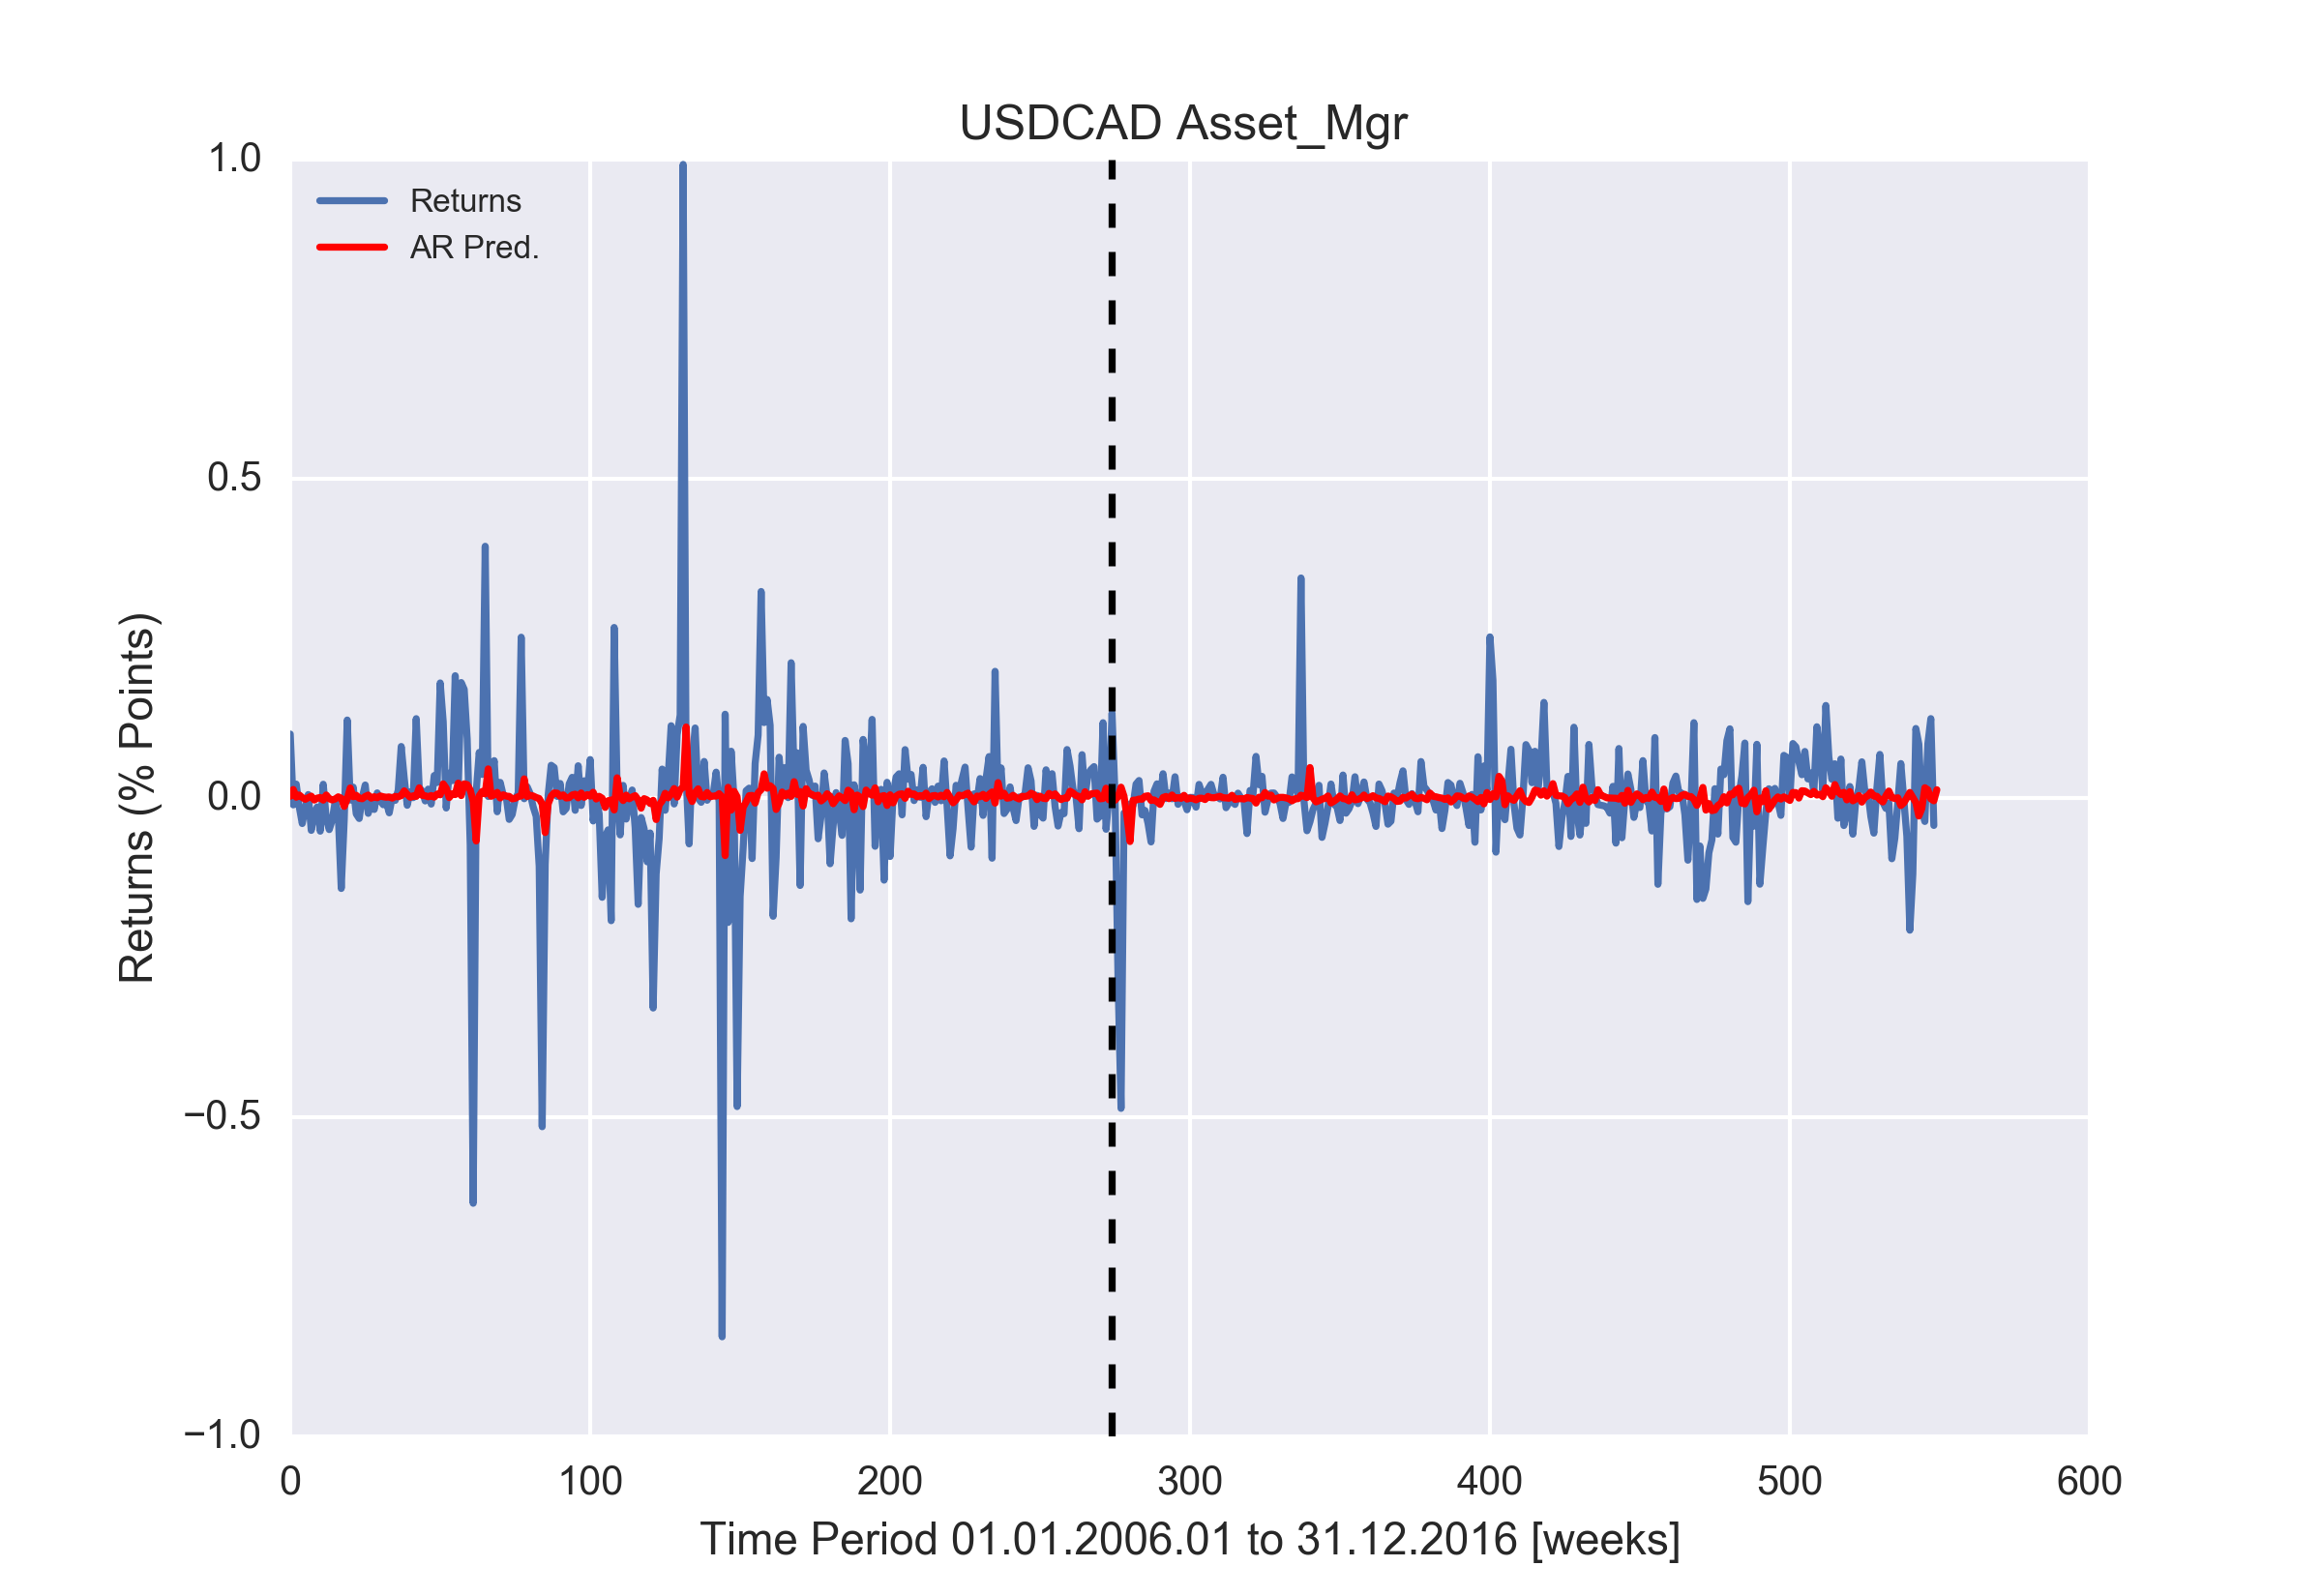 USDCAD Asset_Mgr
1.0
0.5
0.0
−0.5
−1.0
Returns (% Points)
Returns
AR Pred.
0 100 200 300 400 500 600
Time Period 01.01.2006.01 to 31.12.2016 [weeks]